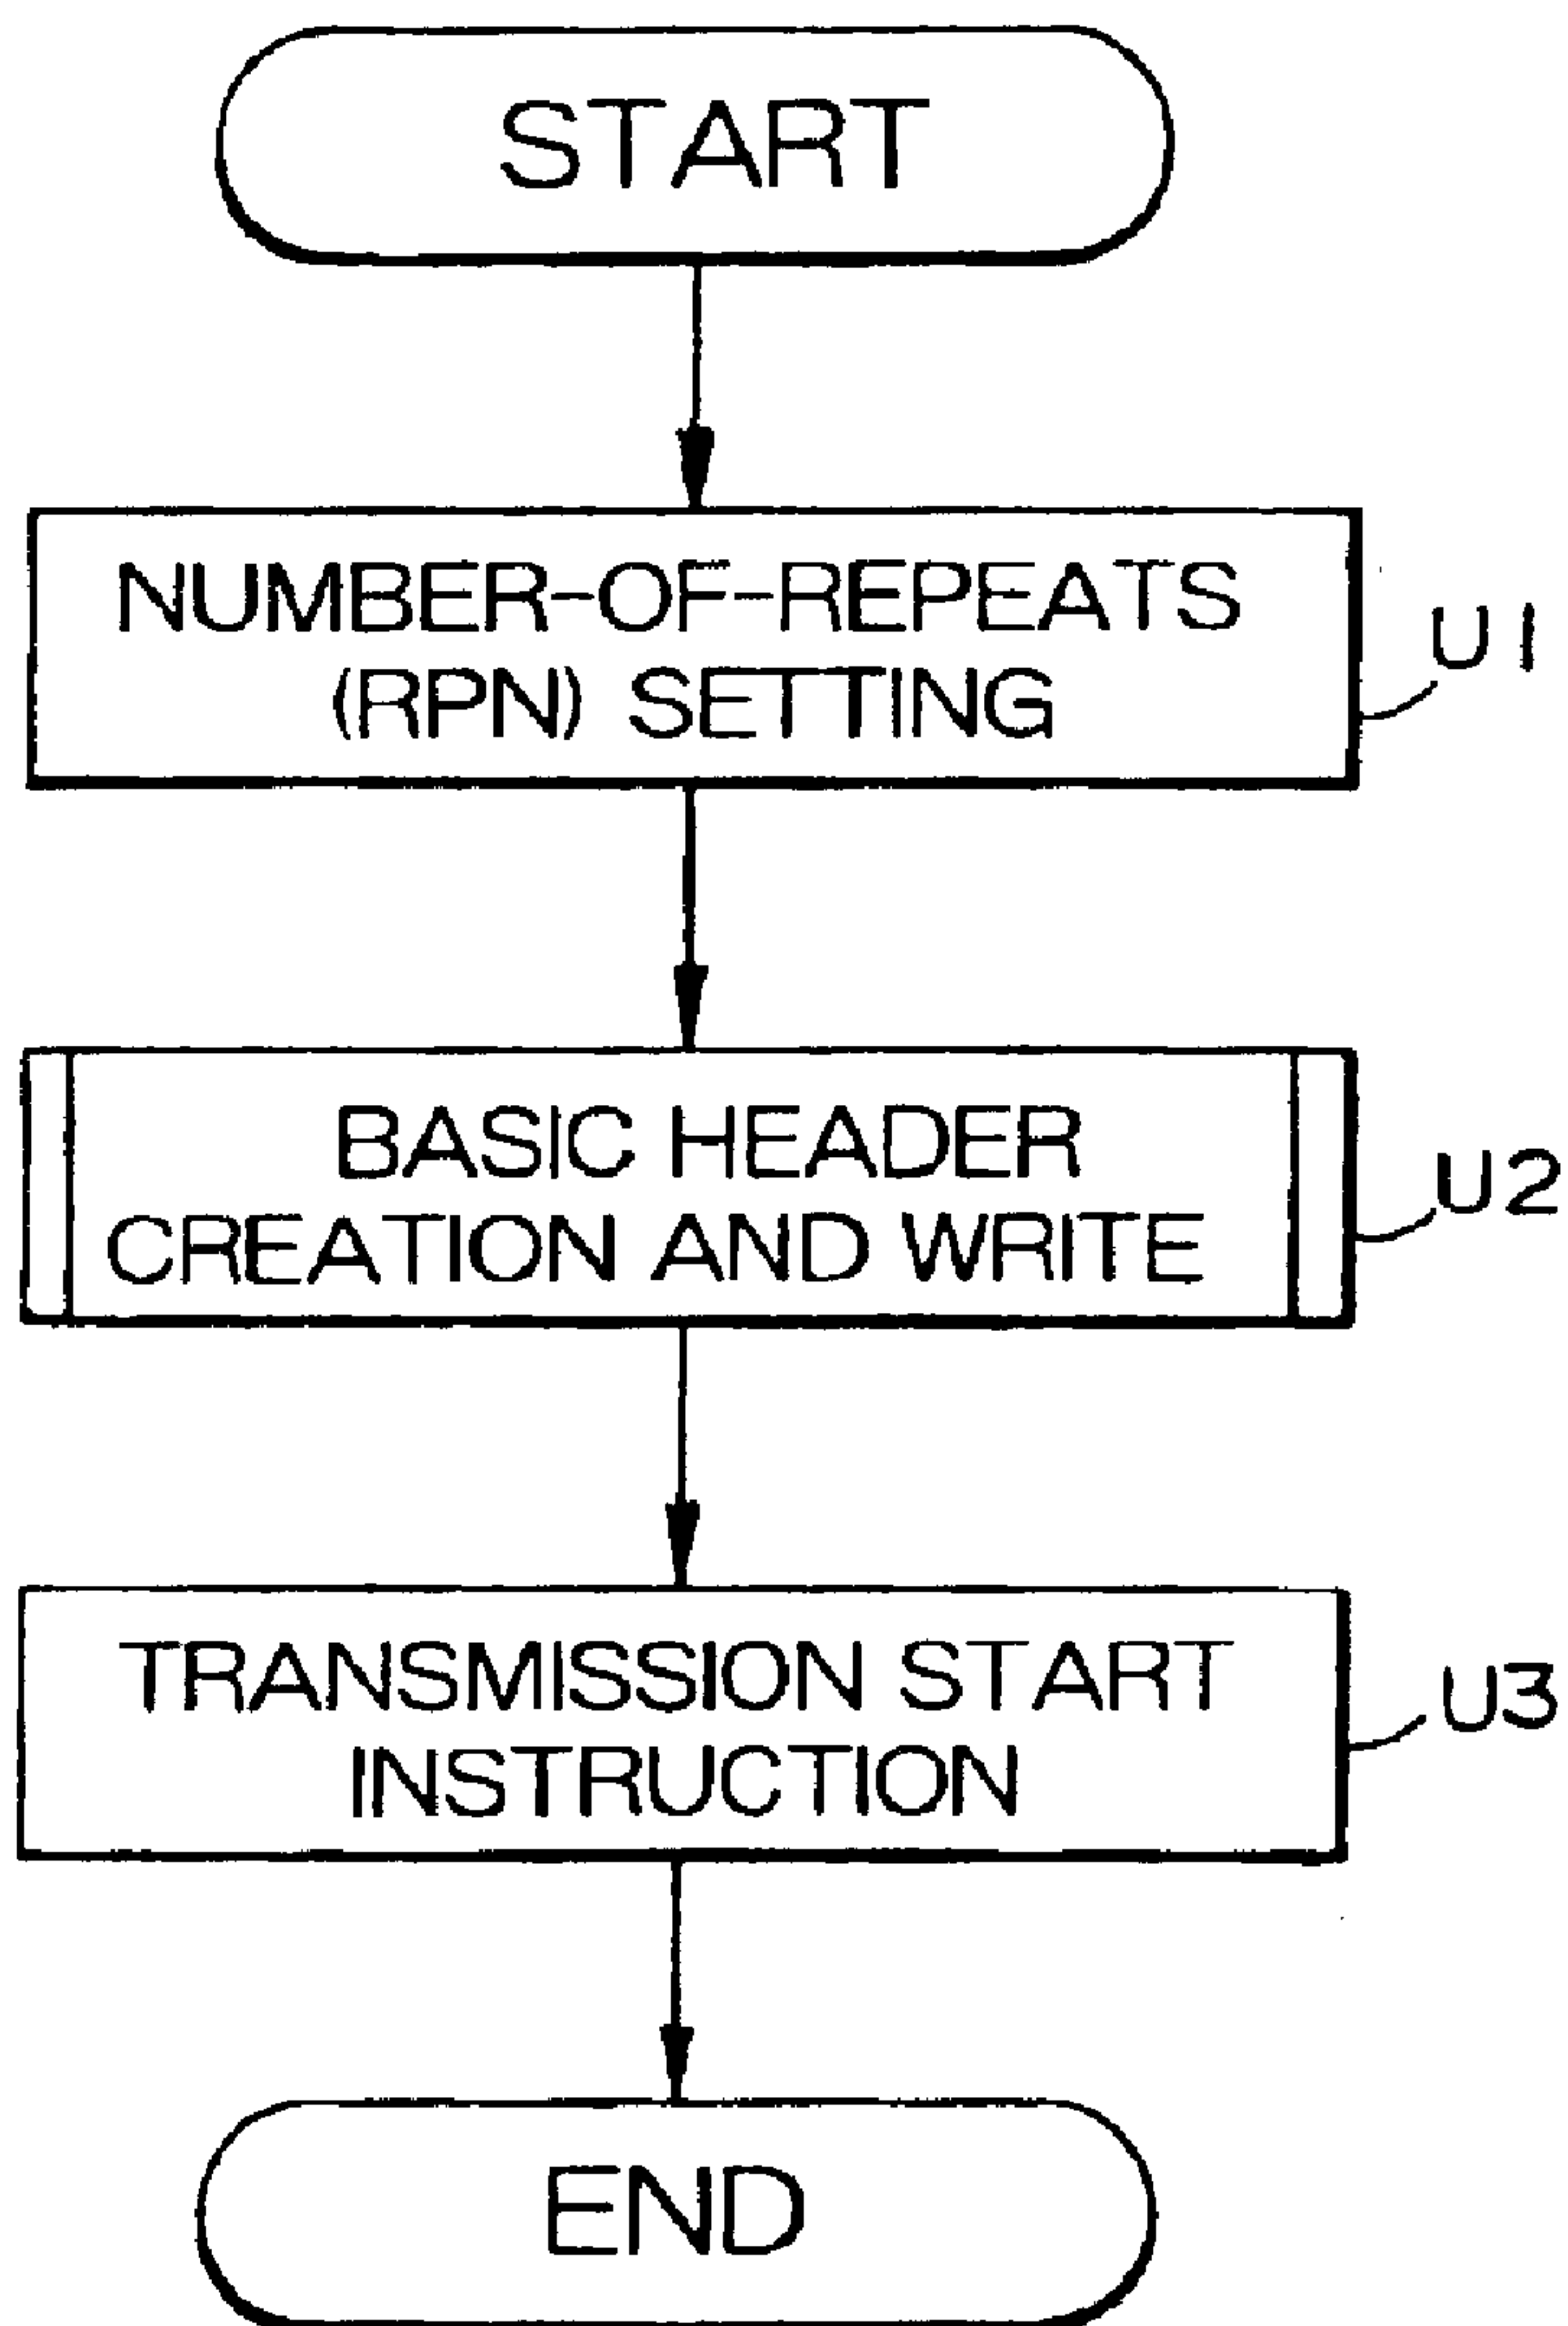 START
NUMBER-OF-REPEATS
(RPN) SETTING
U1
BASIC HEADER
CREATION AND WRITE
U2
TRANSMISSION START
INSTRUCTION
U3
END